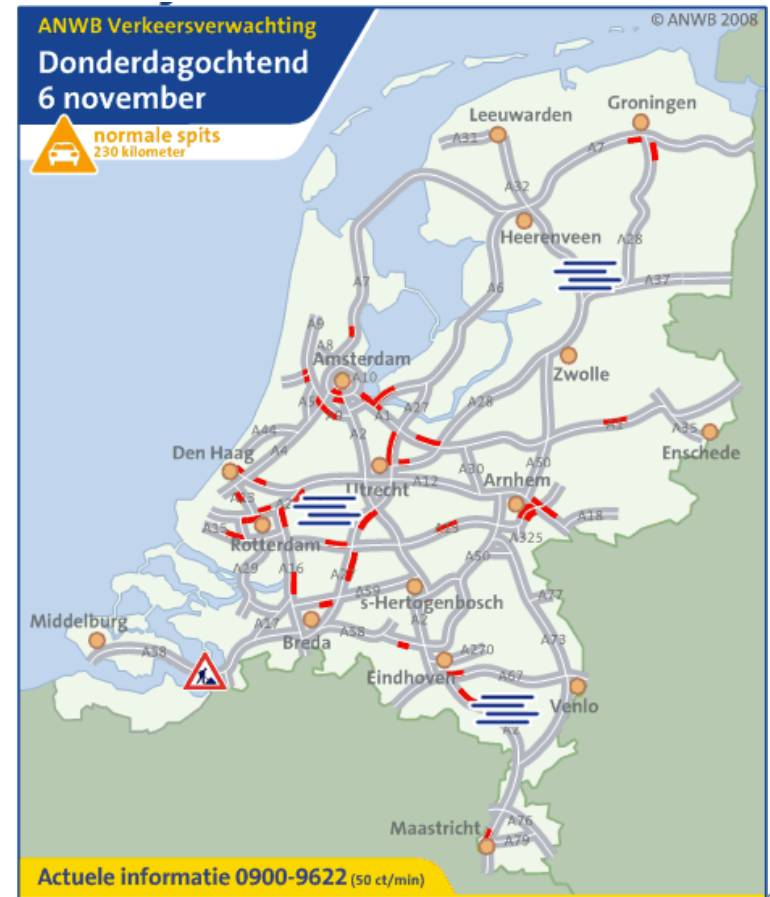 ANWB Verkeersverwachting
© ANWB 2008
Donderdagochtend
6 november
normale spits
230 kilometer
Leeuwarden
Groningen
A31
A7
A32
Heerenveen
A28
A37
A6
A7
A9
A8
Amsterdam
A10
Zwolle
A5
A9
A1
A27
A28
A2
A1
A35
A44
A4
Den Haag
Enschede
A30
A50
Utrecht
A12
Arnhem
A13
A18
Rotterdam
A325
A16
A27
A50
A29
A59
A77
s-Hertogenbosch
A2
A17
Middelburg
Breda
A58
A73
A58
A270
Eindhoven
A67
Venlo
A2
Maastricht
A76
A79
Actuele informatie 0900-9622 (50 ct/min)